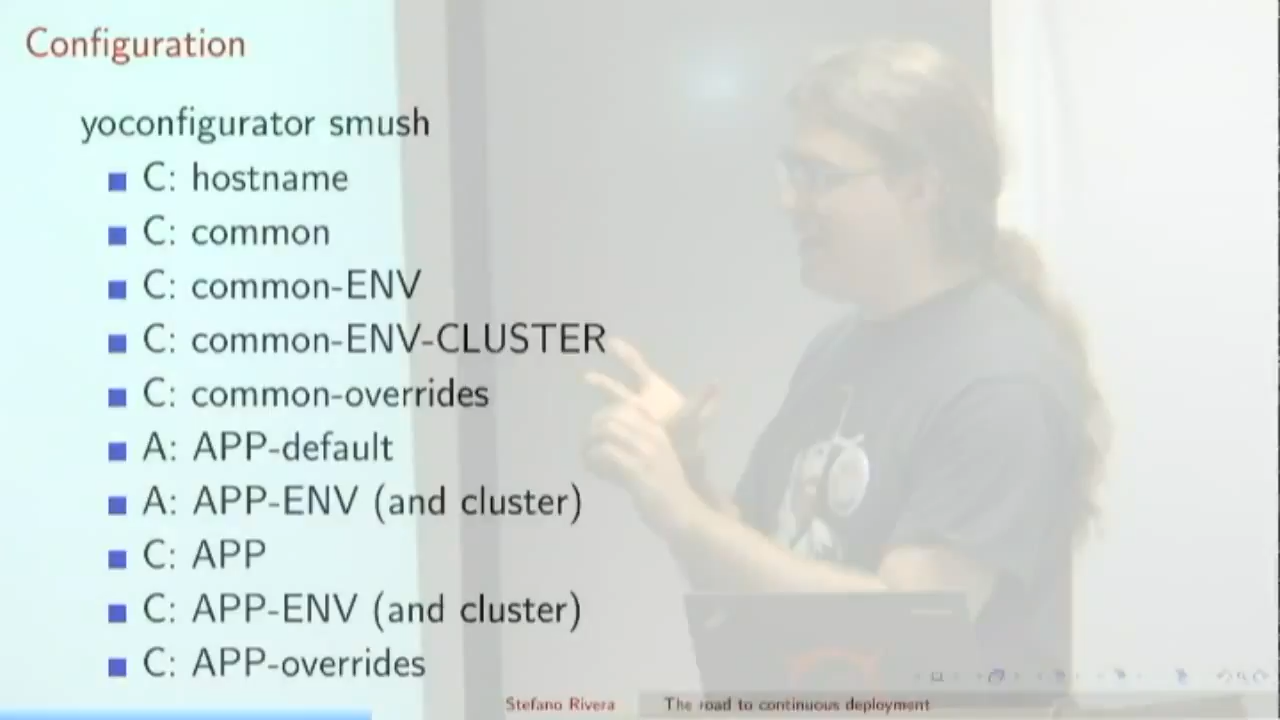 Configuration
yoconfigurator smush
C: hostname
C: common
C: common-ENV
C: common-ENV-CLUSTER
C: common-overrides
A: APP-default
A: APP-ENV (and cluster)
C: APP
C: APP-ENV (and cluster)
C: APP-overrides
Stefano Rivera The road to continuous deployment